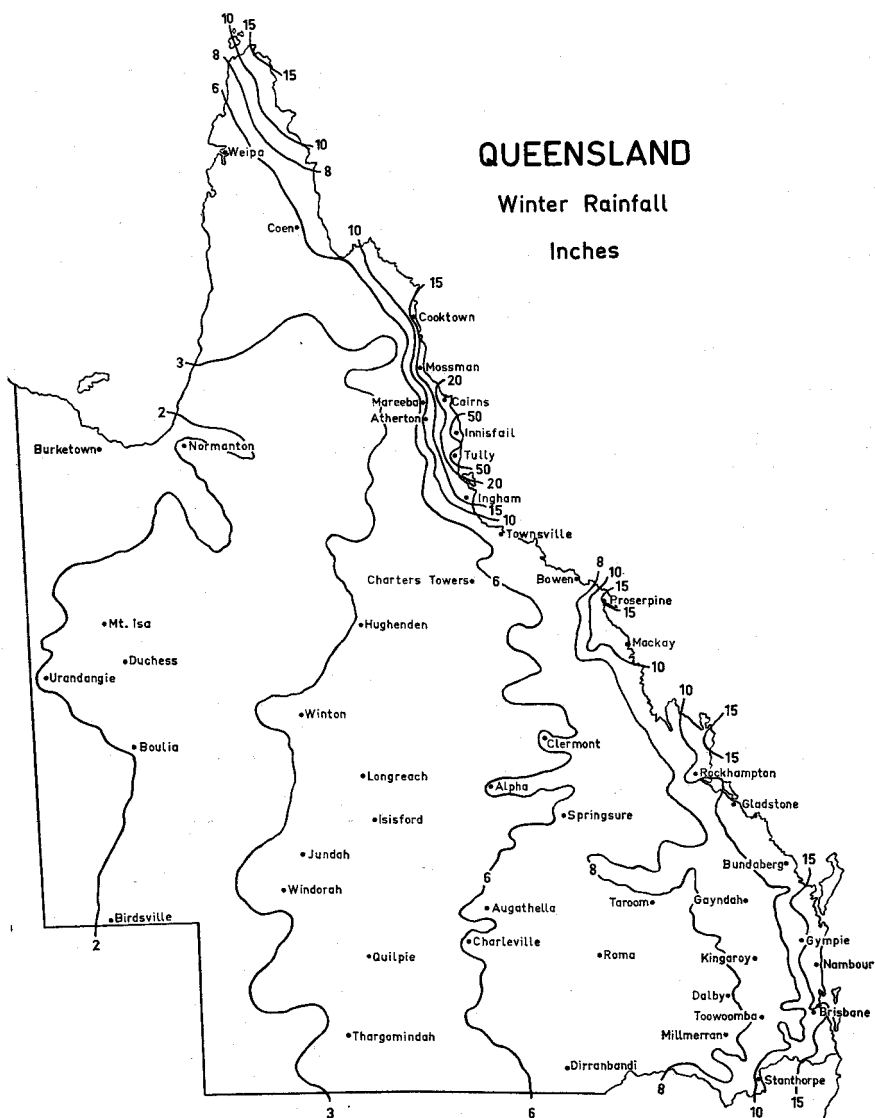 QUEENSLAND
Winter Rainfall
Inches
10 15
8
15
6
10
Weipa
8
Coen
10
15
Cooktown
3
Mossman
20
Mareeba Cairns
2
50
Atherton
Innisfail
Burketown Normanton
Tully
50
20
Ingham
15
10
Townsville
8
10
Charters Towers 6 Bowen
15
Proserpine
15
Mt. Isa Hughenden
Mackay
Duchess
10
Urandangie
10
Winton
15
Boulia Clermont
15
Longreach Rockhampton
Alpha
Gladstone
Isisford Springsure
Jundah
Bundaberg 15
8
6
Windorah
Taroom Gayndah
Augathella
Birdsville
Charleville Gympie
2
Quilpie Roma Kingaroy Nambour
Dalby
Toowoomba Brisbane
Thargomindah Millmerran
Dirranbandi
Stanthorpe
8
10 15
3 6